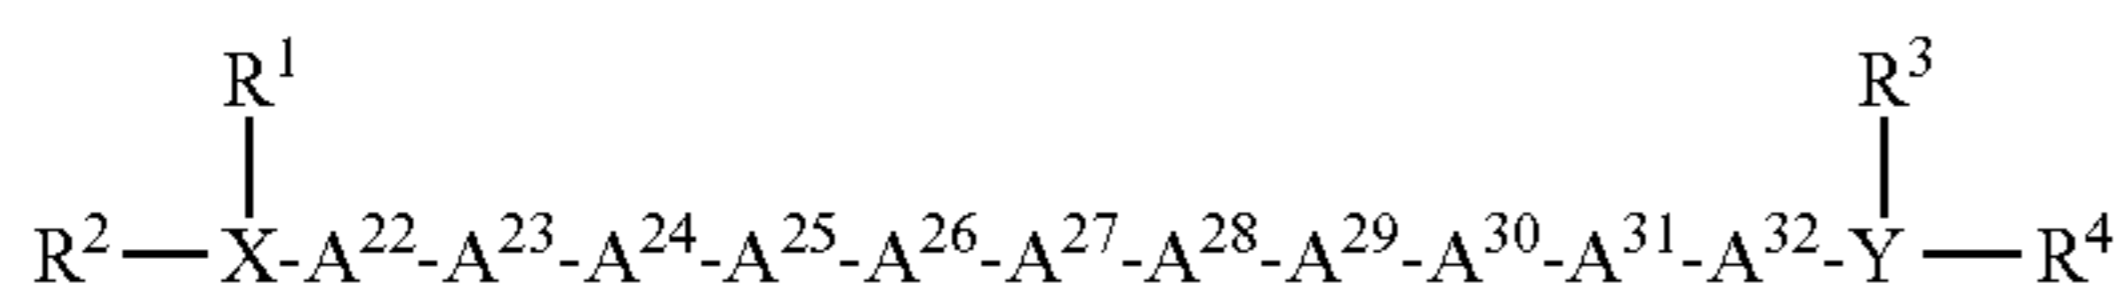 R¹ R³
R²—X-A²²-A²³-A²⁴-A²⁵-A²⁶-A²⁷-A²⁸-A²⁹-A³⁰-A³¹-A³²-Y—R⁴